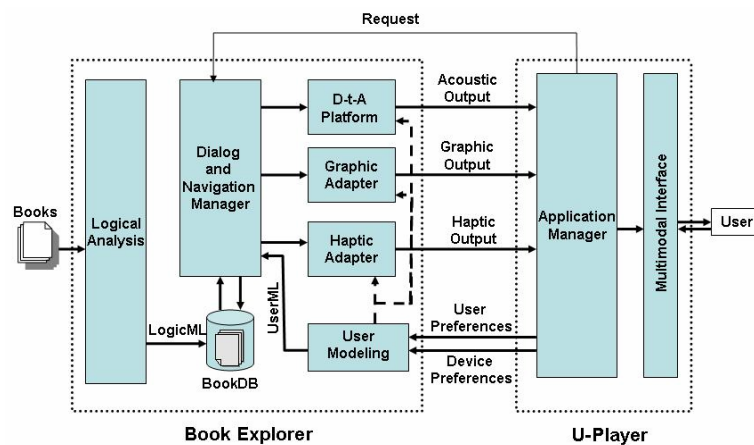 Request
Books
Logical
Analysis
LogicML
Dialog
and
Navigation
Manager
BookDB
UserML
D-t-A
Platform
Graphic
Adapter
Haptic
Adapter
User
Modeling
Acoustic
Output
Graphic
Output
Haptic
Output
User
Preferences
Device
Preferences
Application
Manager
Multimodal Interface
User
Book Explorer
U-Player